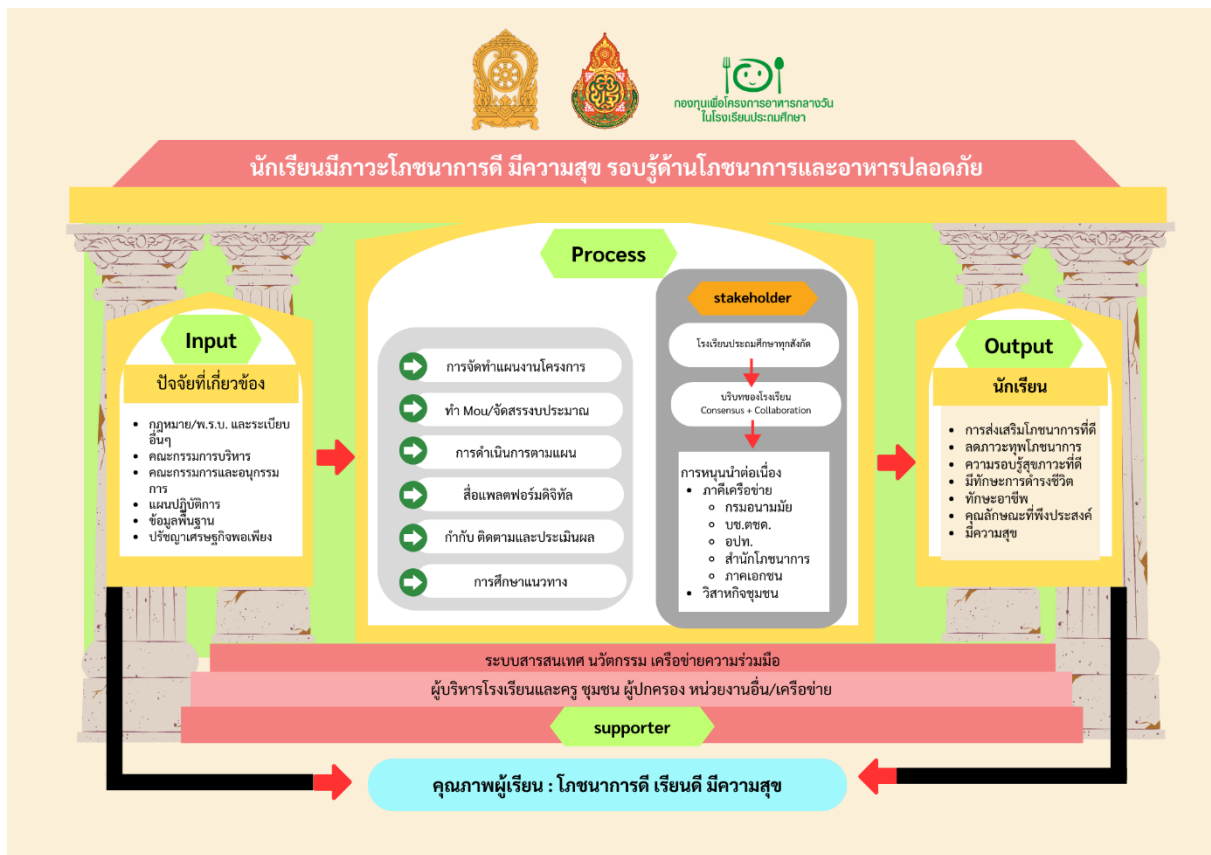 กองทุนเพื่อโครงการอาหารกลางวัน
ในโรงเรียนประถมศึกษา
นักเรียนมีภาวะโภชนาการดี มีความสุข รอบรู้ด้านโภชนาการและอาหารปลอดภัย
Input
ปัจจัยที่เกี่ยวข้อง
• กฎหมาย/พ.ร.บ. และระเบียบ
อื่นๆ
• คณะกรรมการบริหาร
• คณะกรรมการและอนุกรรม
การ
• แผนปฏิบัติการ
• ข้อมูลพื้นฐาน
• ปรัชญาเศรษฐกิจพอเพียง
Process
การจัดทำแผนงานโครงการ
ทำ Mou/จัดสรรงบประมาณ
การดำเนินการตามแผน
สื่อแพลตฟอร์มดิจิทัล
กำกับ ติดตามและประเมินผล
การศึกษาแนวทาง
stakeholder
โรงเรียนประถมศึกษาทุกสังกัด
บริบทของโรงเรียน
Consensus + Collaboration
การหนุนนำต่อเนื่อง
• ภาคีเครือข่าย
กรมอนามมัย
บช.ตชด.
อปท.
สำนักโภชนาการ
ภาคเอกชน
• วิสาหกิจชุมชน
Output
นักเรียน
• การส่งเสริมโภชนาการที่ดี
• ลดภาวะทุพโภชนาการ
• ความรอบรู้สุขภาวะที่ดี
• มีทักษะการดำรงชีวิต
• ทักษะอาชีพ
• คุณลักษณะที่พึงประสงค์
• มีความสุข
ระบบสารสนเทศ นวัตกรรม เครือข่ายความร่วมมือ
ผู้บริหารโรงเรียนและครู ชุมชน ผู้ปกครอง หน่วยงานอื่น/เครือข่าย
supporter
คุณภาพผู้เรียน : โภชนาการดี เรียนดี มีความสุข